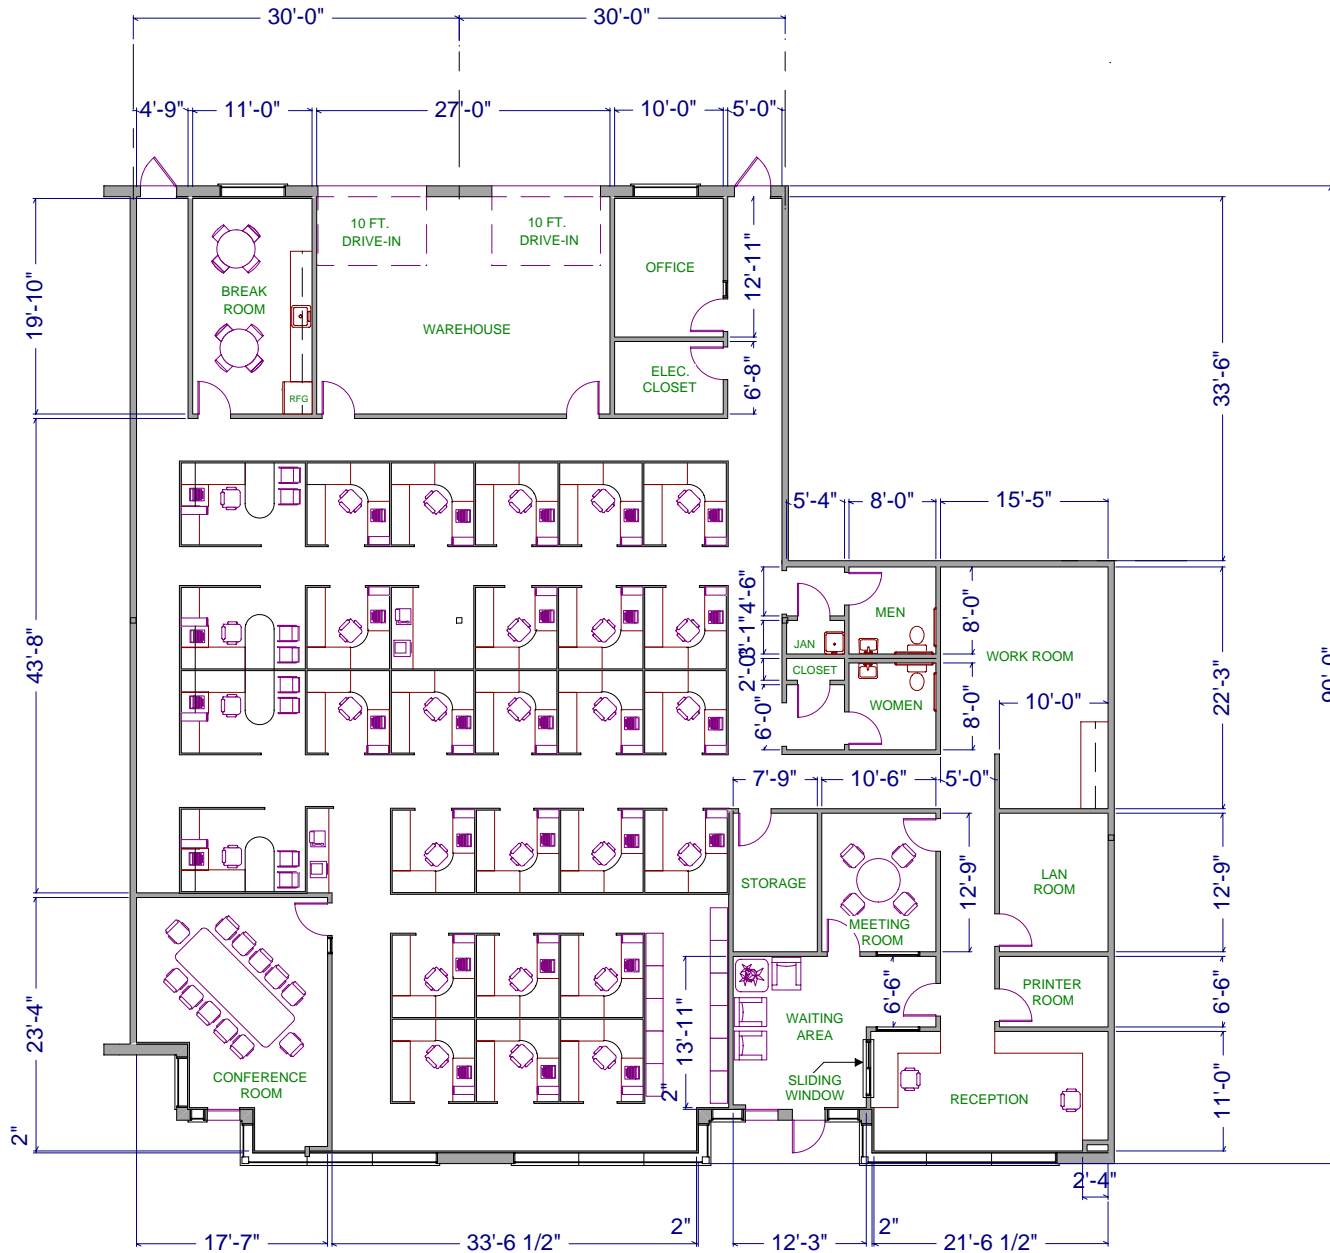 30'-0"
30'-0"
4'-9"
11'-0"
27'-0"
10'-0"
5'-0"
10 FT.
DRIVE-IN
10 FT.
DRIVE-IN
OFFICE
12'-11"
BREAK
ROOM
19'-10"
WAREHOUSE
ELEC.
CLOSET
6'-8"
RFG
33'-6"
5'-4"
8'-0"
15'-5"
4'-6"
MEN
8'-0"
3'-1"
JAN
WORK ROOM
2'-0"
CLOSET
43'-8"
22'-3"
WOMEN
6'-0"
8'-0"
10'-0"
7'-9"
10'-6"
5'-0"
STORAGE
12'-9"
LAN
ROOM
12'-9"
MEETING
ROOM
6'-6"
PRINTER
ROOM
6'-6"
23'-4"
13'-11"
WAITING
AREA
CONFERENCE
ROOM
SLIDING
WINDOW
2"
RECEPTION
11'-0"
2"
2'-4"
17'-7"
33'-6 1/2"
2"
12'-3"
2"
21'-6 1/2"